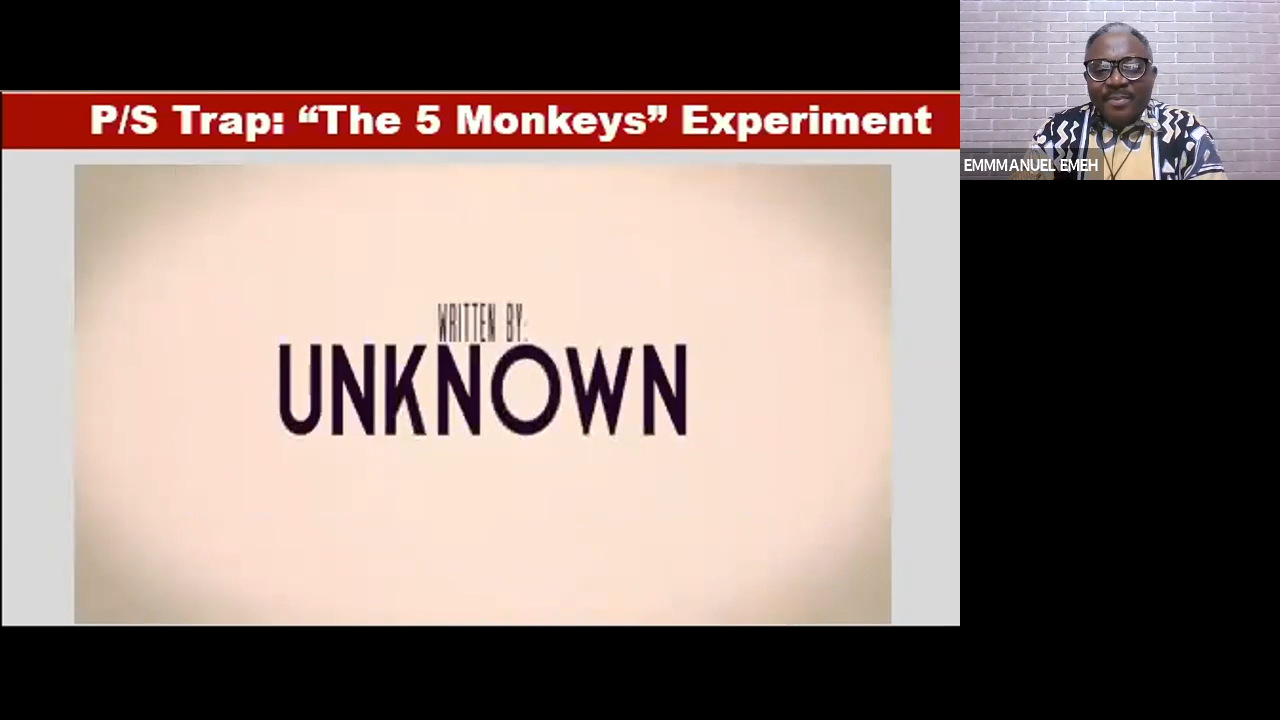 P/S Trap: “The 5 Monkeys” Experiment
WRITTEN BY:
UNKNOWN
EMMMANUEL EMEH